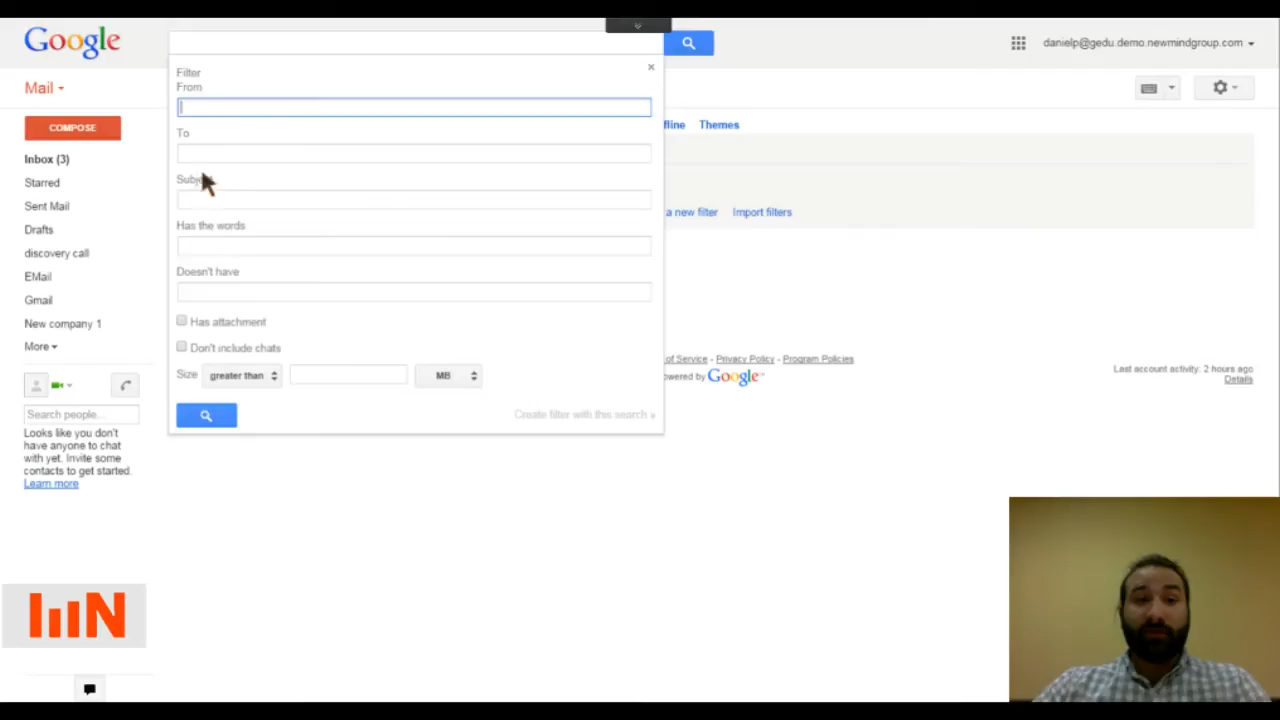 Google
danielp@gedu.demo.newmindgroup.com
Mail
COMPOSE
Inbox (3)
Starred
Sent Mail
Drafts
discovery call
EMail
Gmail
New company 1
More
Search people...
Looks like you don't
have anyone to chat
with yet. Invite some
contacts to get started.
Learn more
Filter
From
To
Subject
Has the words
Doesn't have
Has attachment
Don't include chats
Size greater than MB
Create filter with this search »
ffline Themes
a new filter Import filters
of Service - Privacy Policy - Program Policies
owered by Google™
Last account activity: 2 hours ago
Details
N